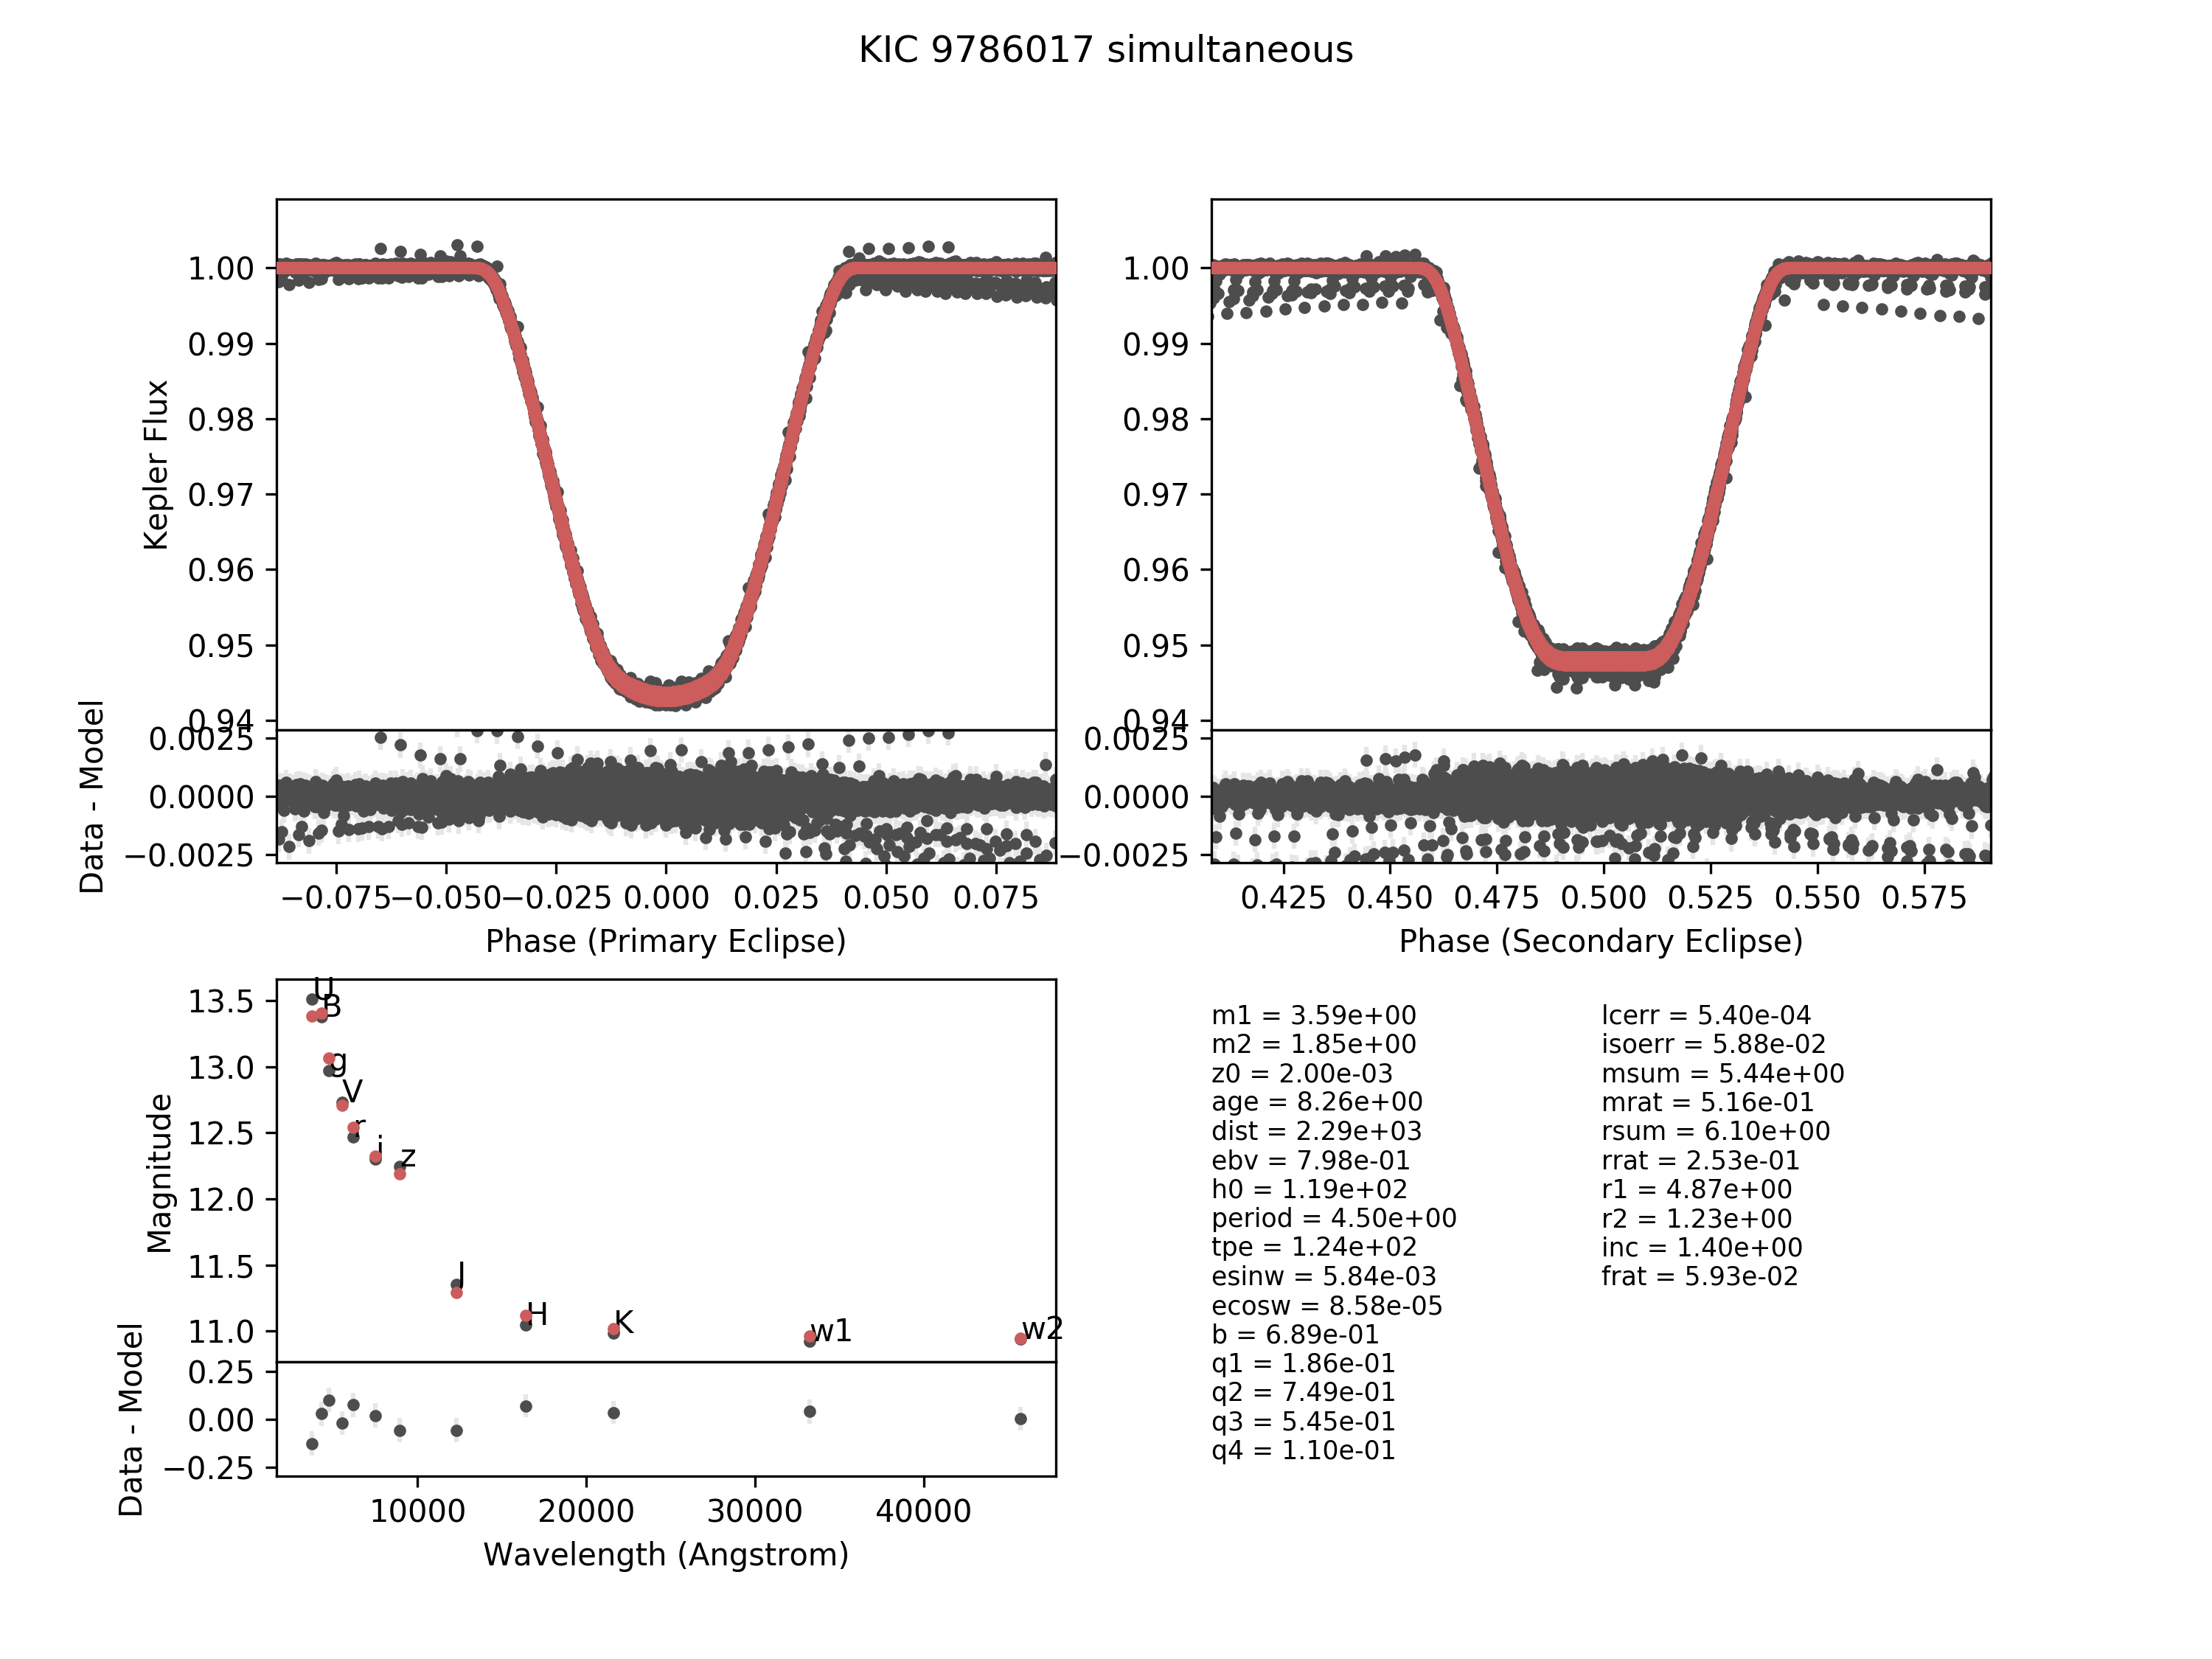 KIC 9786017 simultaneous
1.00
0.99
0.98
0.97
0.96
0.95
0.94
Kepler Flux
0.0025
0.0000
−0.0025
Data - Model
−0.075 −0.050 −0.025 0.000 0.025 0.050 0.075
Phase (Primary Eclipse)
1.00
0.99
0.98
0.97
0.96
0.95
0.94
0.0025
0.0000
−0.0025
0.425 0.450 0.475 0.500 0.525 0.550 0.575
Phase (Secondary Eclipse)
13.5
13.0
12.5
12.0
11.5
11.0
Magnitude
U
B
g
V
r
i
z
J
H
K
w1
w2
0.25
0.00
−0.25
Data - Model
10000 20000 30000 40000
Wavelength (Angstrom)
m1 = 3.59e+00
m2 = 1.85e+00
z0 = 2.00e-03
age = 8.26e+00
dist = 2.29e+03
ebv = 7.98e-01
h0 = 1.19e+02
period = 4.50e+00
tpe = 1.24e+02
esinw = 5.84e-03
ecosw = 8.58e-05
b = 6.89e-01
q1 = 1.86e-01
q2 = 7.49e-01
q3 = 5.45e-01
q4 = 1.10e-01
lcerr = 5.40e-04
isoerr = 5.88e-02
msum = 5.44e+00
mrat = 5.16e-01
rsum = 6.10e+00
rrat = 2.53e-01
r1 = 4.87e+00
r2 = 1.23e+00
inc = 1.40e+00
frat = 5.93e-02